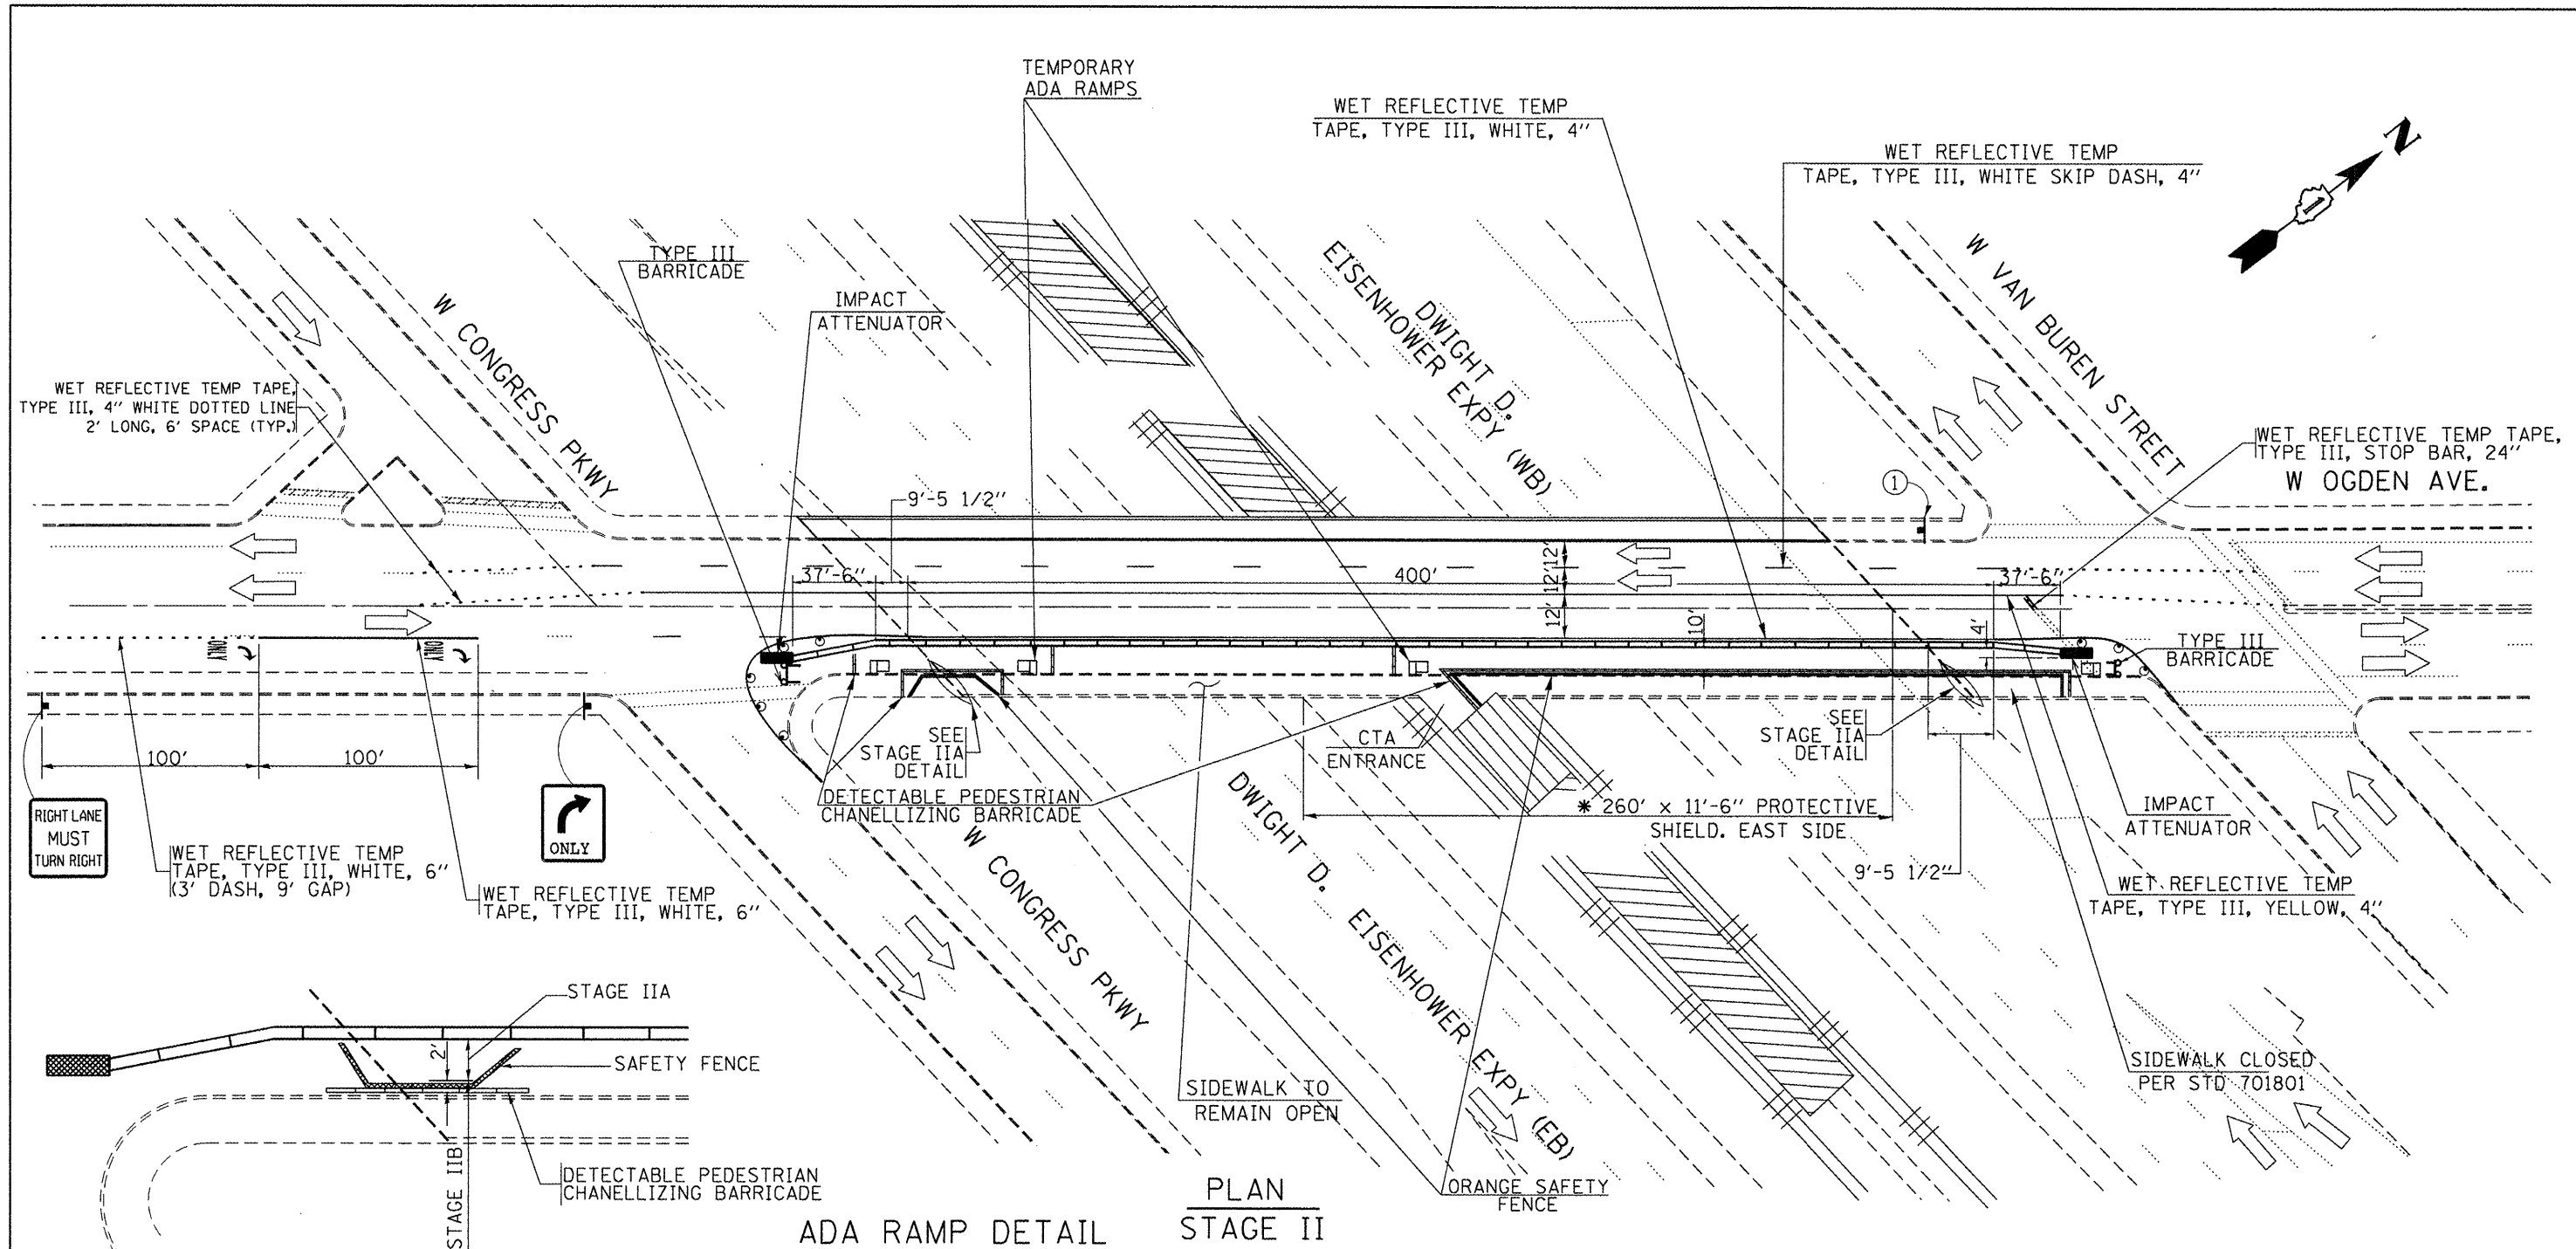 TEMPORARY
ADA RAMPS
WET REFLECTIVE TEMP
TAPE, TYPE III, WHITE, 4"
WET REFLECTIVE TEMP
TAPE, TYPE III, WHITE SKIP DASH, 4"
N
1
TYPE III
BARRICADE
IMPACT
ATTENUATOR
W CONGRESS PKWY
DWIGHT D.
EISENHOWER EXPY (WB)
W VAN BUREN STREET
WET REFLECTIVE TEMP TAPE,
TYPE III, 4" WHITE DOTTED LINE
2' LONG, 6' SPACE (TYP.)
WET REFLECTIVE TEMP TAPE,
TYPE III, STOP BAR, 24"
W OGDEN AVE.
1
9'-5 1/2"
37'-6"
400'
12'
12'
12'
37'-6"
10'
4'
ONLY
ONLY
TYPE III
BARRICADE
100'
100'
SEE
STAGE IIA
DETAIL
CTA
ENTRANCE
SEE
STAGE IIA
DETAIL
RIGHT LANE
MUST
TURN RIGHT
ONLY
DETECTABLE PEDESTRIAN
CHANELLIZING BARRICADE
* 260' x 11'-6" PROTECTIVE
SHIELD. EAST SIDE
IMPACT
ATTENUATOR
WET REFLECTIVE TEMP
TAPE, TYPE III, WHITE, 6"
(3' DASH, 9' GAP)
WET REFLECTIVE TEMP
TAPE, TYPE III, WHITE, 6"
W CONGRESS PKWY
DWIGHT D. EISENHOWER EXPY (EB)
9'-5 1/2"
WET REFLECTIVE TEMP
TAPE, TYPE III, YELLOW, 4"
STAGE IIA
2'
SAFETY FENCE
SIDEWALK TO
REMAIN OPEN
SIDEWALK CLOSED
PER STD 701801
STAGE IIB
DETECTABLE PEDESTRIAN
CHANELLIZING BARRICADE
ORANGE SAFETY
FENCE
PLAN
STAGE II
ADA RAMP DETAIL